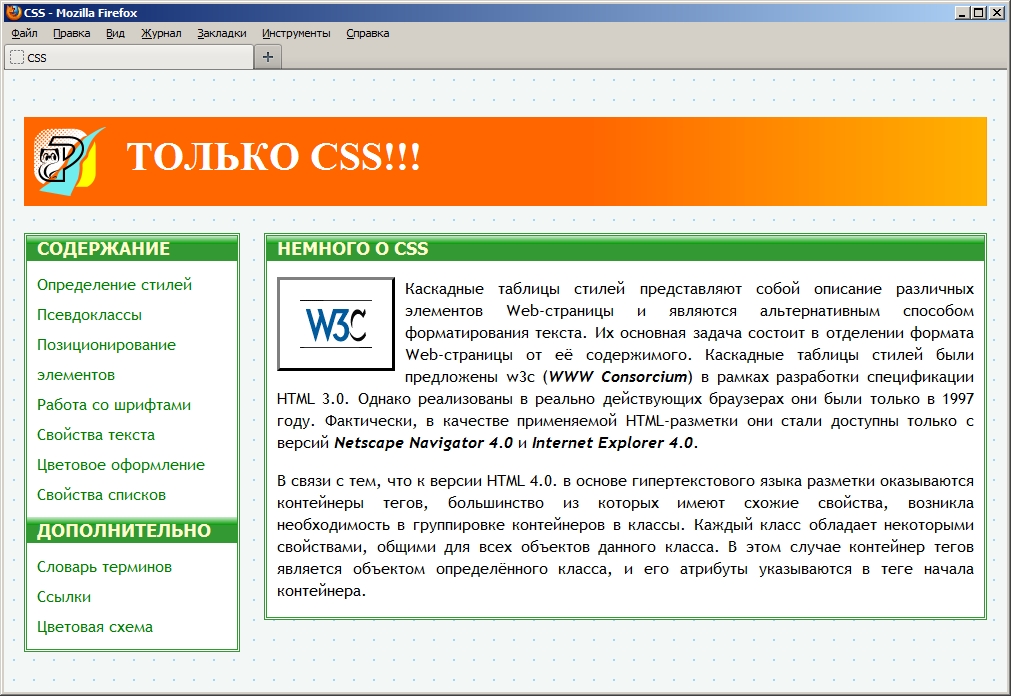 CSS - Mozilla Firefox
Файл Правка Вид Журнал Закладки Инструменты Справка
CSS
ТОЛЬКО CSS!!!
СОДЕРЖАНИЕ
Определение стилей
Псевдоклассы
Позиционирование
элементов
Работа со шрифтами
Свойства текста
Цветовое оформление
Свойства списков
ДОПОЛНИТЕЛЬНО
Словарь терминов
Ссылки
Цветовая схема
НЕМНОГО О CSS
W3C
Каскадные таблицы стилей представляют собой описание различных
элементов Web-страницы и являются альтернативным способом
форматирования текста. Их основная задача состоит в отделении формата
Web-страницы от её содержимого. Каскадные таблицы стилей были
предложены w3c (WWW Consorcium) в рамках разработки спецификации
HTML 3.0. Однако реализованы в реально действующих браузерах они были только в 1997
году. Фактически, в качестве применяемой HTML-разметки они стали доступны только с
версий Netscape Navigator 4.0 и Internet Explorer 4.0.
В связи с тем, что к версии HTML 4.0. в основе гипертекстового языка разметки оказываются
контейнеры тегов, большинство из которых имеют схожие свойства, возникла
необходимость в группировке контейнеров в классы. Каждый класс обладает некоторыми
свойствами, общими для всех объектов данного класса. В этом случае контейнер тегов
является объектом определённого класса, и его атрибуты указываются в теге начала
контейнера.